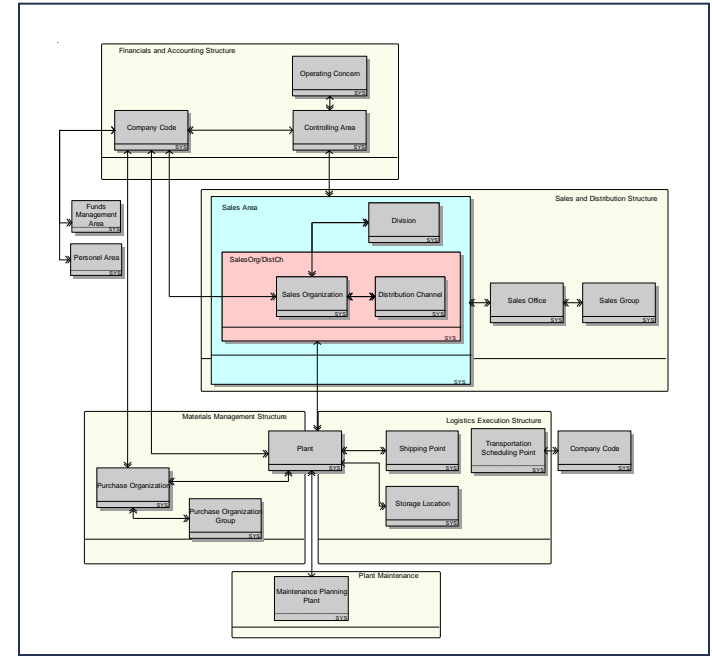 Financials and Accounting Structure
Operating Concern
SYS
Company Code
SYS
Controlling Area
SYS
Funds
Management
Area
SYS
Personel Area
SYS
Sales and Distribution Structure
Sales Area
Division
SYS
SalesOrg/DistCh
Sales Organization
SYS
Distribution Channel
SYS
Sales Office
SYS
Sales Group
SYS
SYS
SYS
Materials Management Structure
Logistics Execution Structure
Plant
SYS
Shipping Point
SYS
Transportation
Scheduling Point
SYS
Company Code
SYS
Purchase Organization
SYS
Purchase Organization
Group
SYS
Storage Location
SYS
Plant Maintenance
Maintenance Planning
Plant
SYS